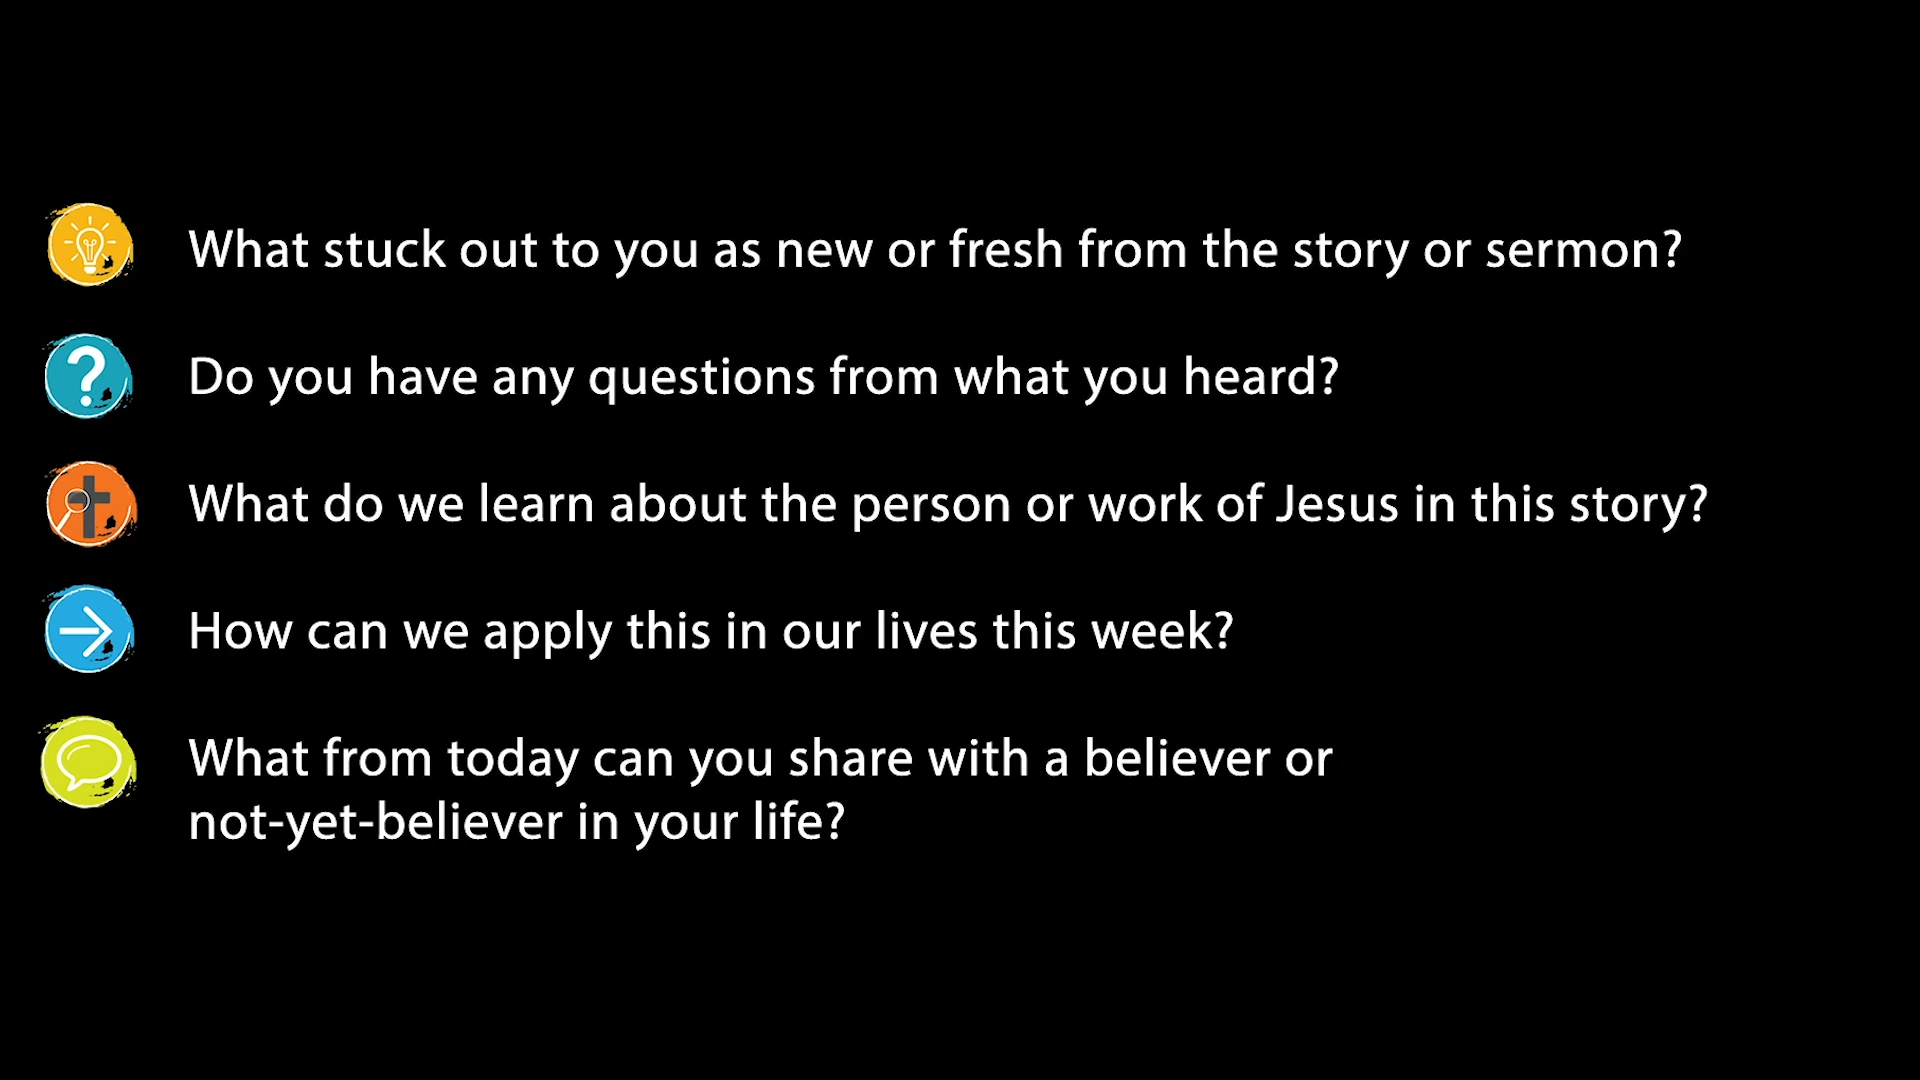 What stuck out to you as new or fresh from the story or sermon?
Do you have any questions from what you heard?
What do we learn about the person or work of Jesus in this story?
How can we apply this in our lives this week?
What from today can you share with a believer or
not-yet-believer in your life?